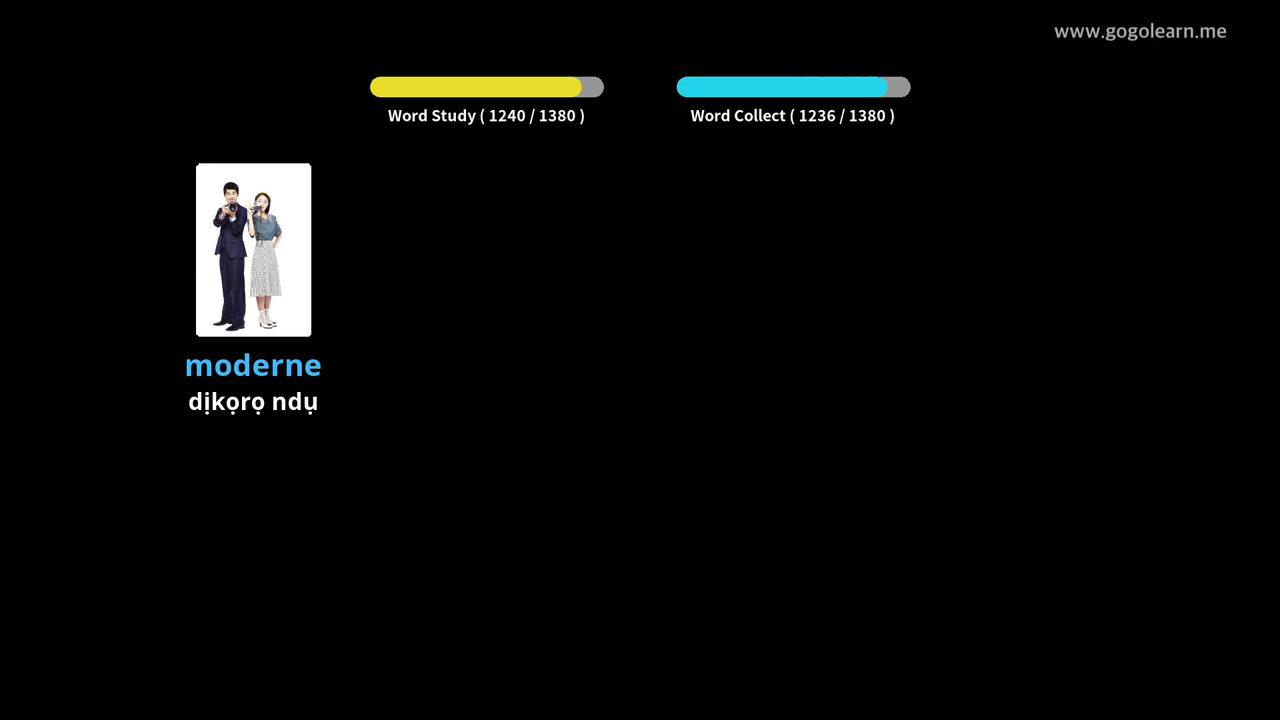 www.gogolearn.me
Word Study ( 1240 / 1380 )
Word Collect ( 1236 / 1380 )
moderne
dịkọrọ ndụ